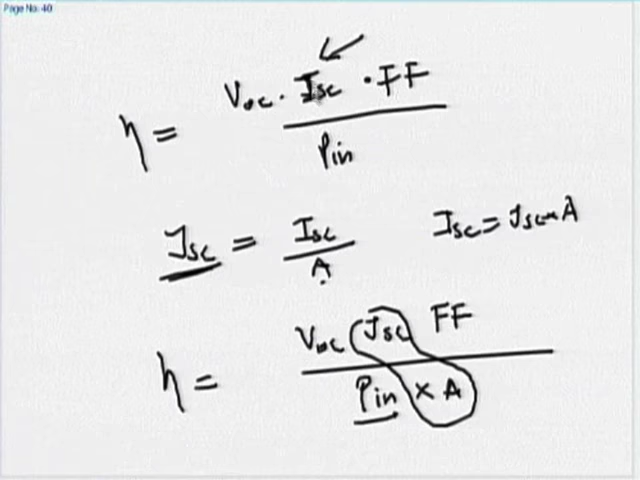 Page No: 40
η = Voc · Isc · FF / Pin
Jsc = Isc / A    Isc = Jsc × A
η = Voc Jsc FF / Pin × A